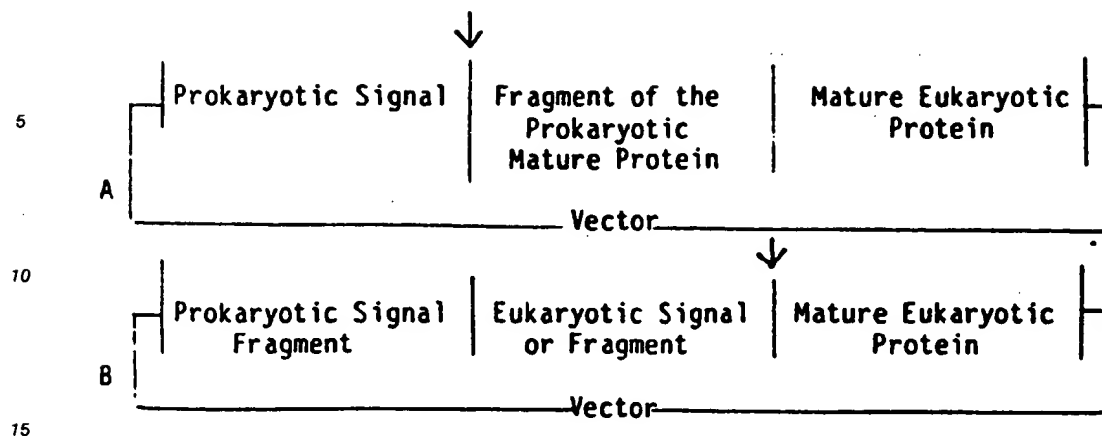 Prokaryotic Signal Fragment of the Mature Eukaryotic
5 Prokaryotic Protein
Mature Protein
A
Vector
10
Prokaryotic Signal Eukaryotic Signal Mature Eukaryotic
Fragment or Fragment Protein
B
Vector
15